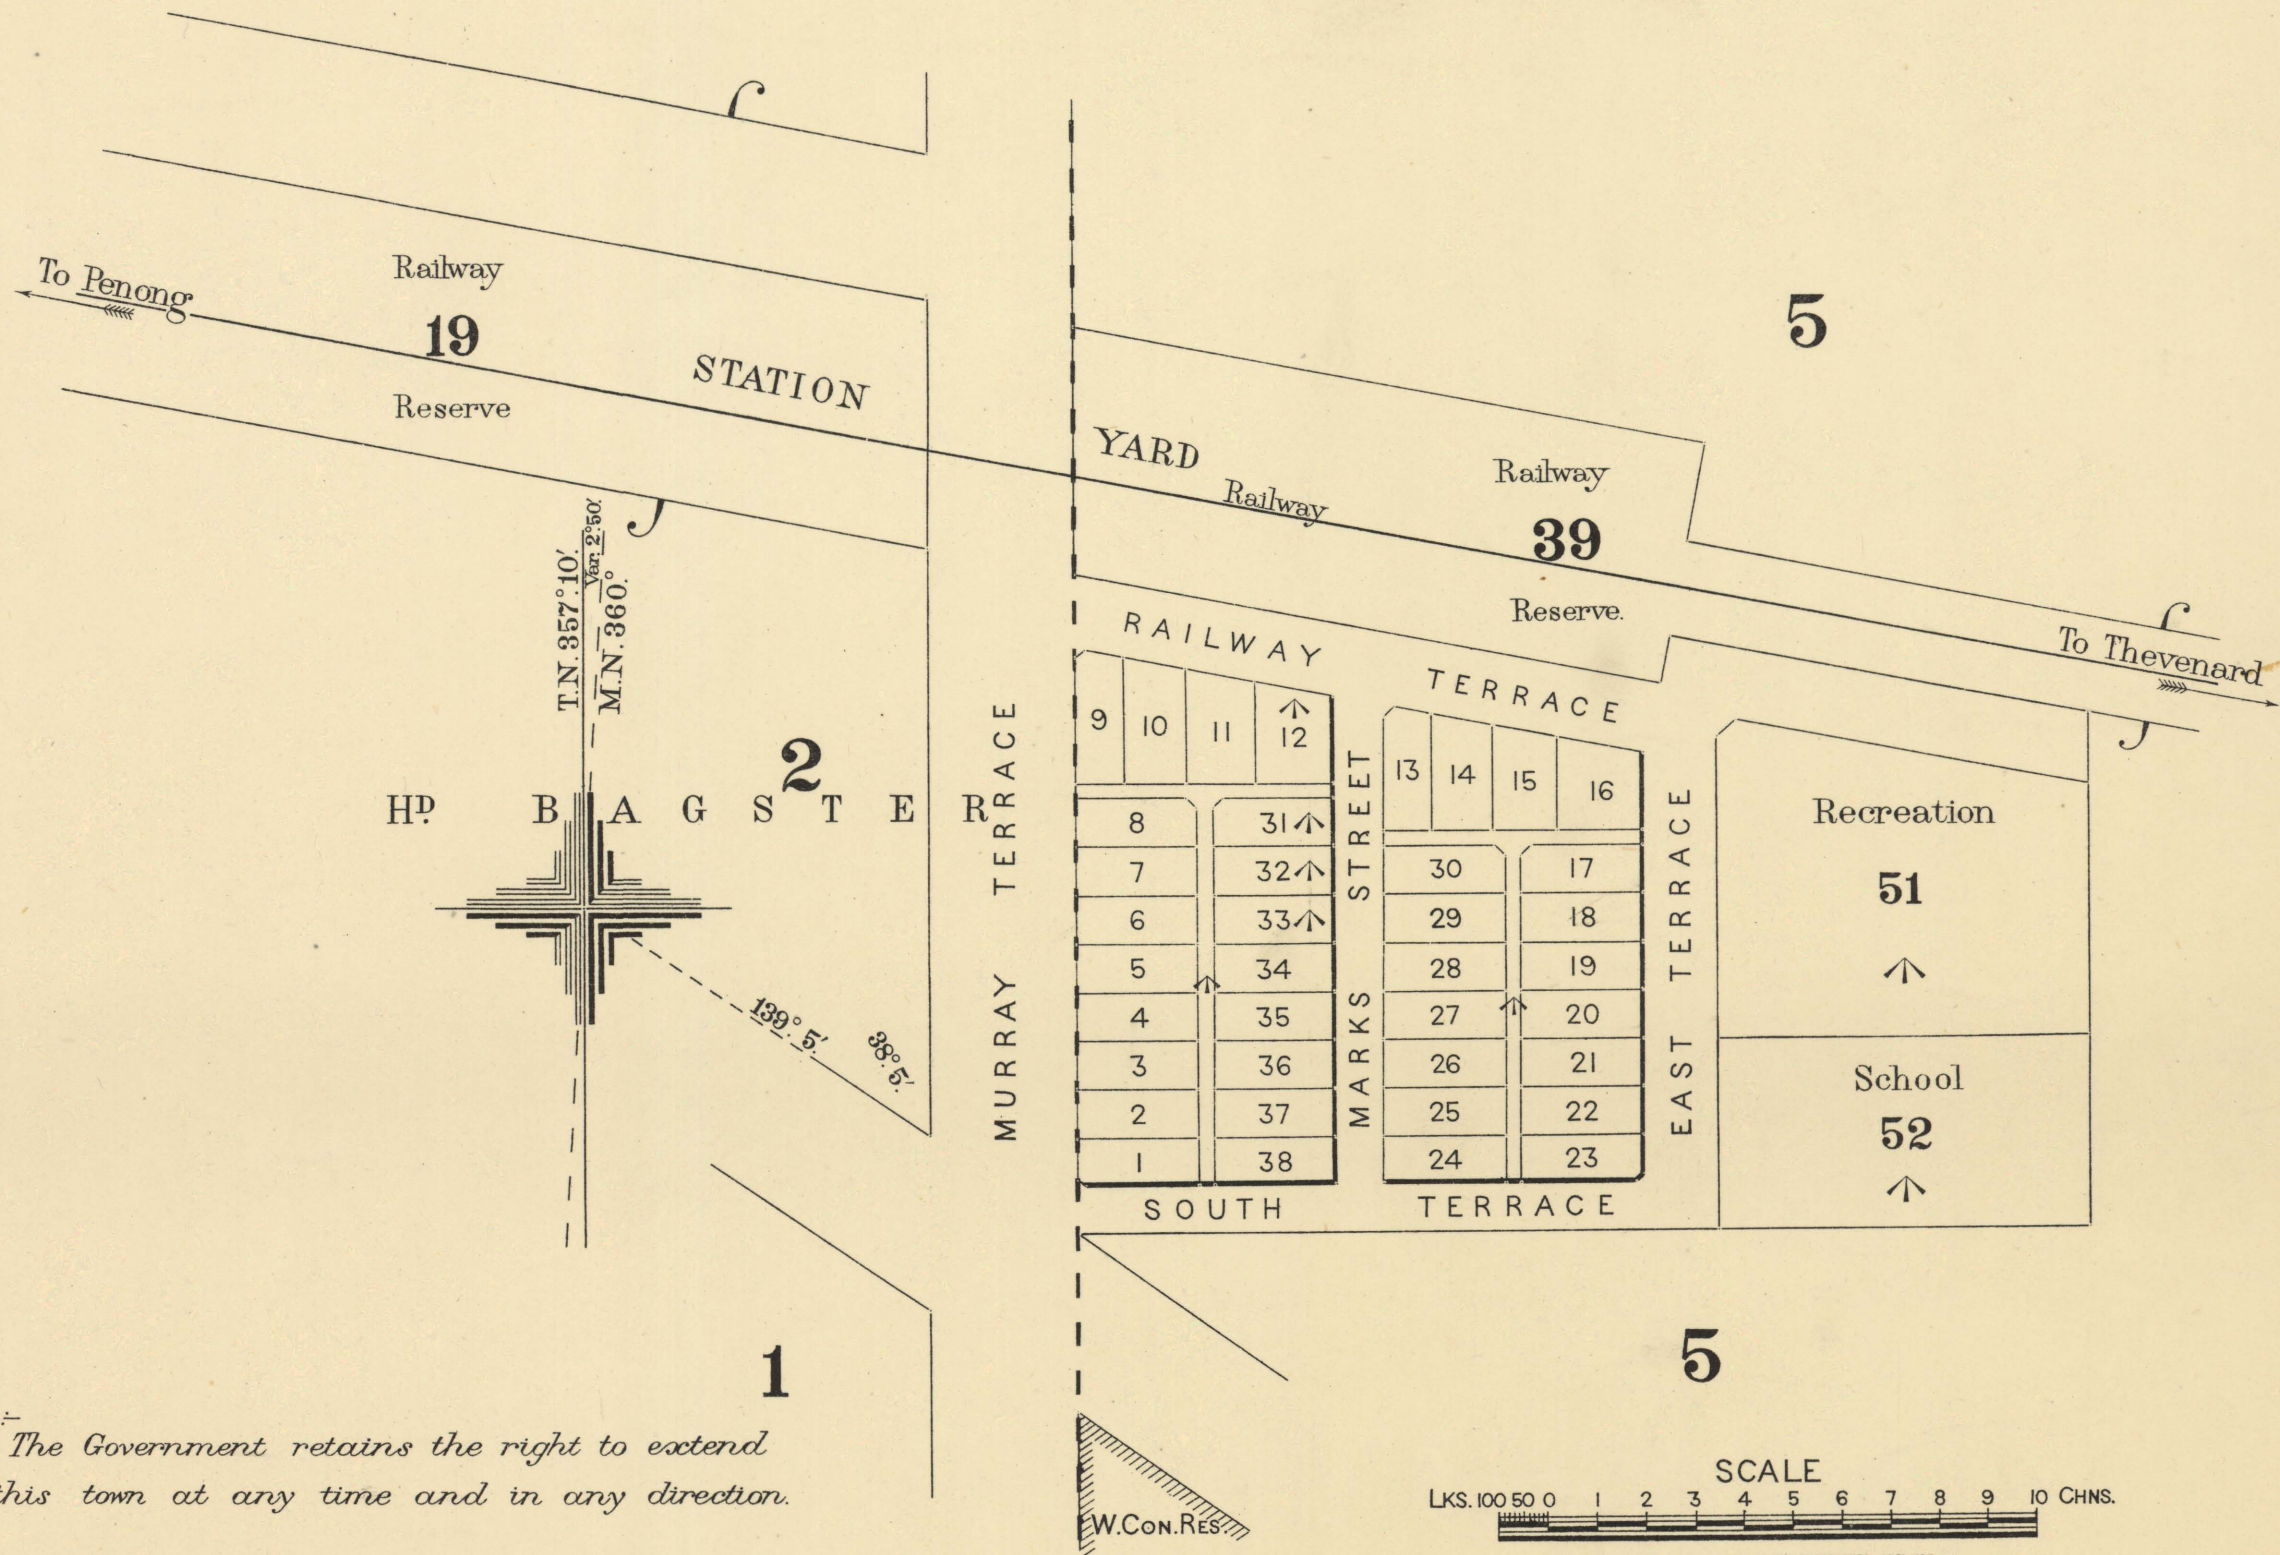 To Penong
Railway
19
Reserve
STATION
YARD
Railway
Railway
39
Reserve.
To Thevenard
5
T.N. 357°.10'.
Var: 2°50'.
M.N. 360.°
2
HD. BAGSTER
139°. 5'.
38°. 5'.
MURRAY TERRACE
RAILWAY TERRACE
9 10 11 12
13 14 15 16
8 31
7 32
6 33
5 34
4 35
3 36
2 37
1 38
MARKS STREET
30 17
29 18
28 19
27 20
26 21
25 22
24 23
EAST TERRACE
SOUTH TERRACE
Recreation
51
School
52
1
5
The Government retains the right to extend
this town at any time and in any direction.
W.CON.RES.
SCALE
LKS. 100 50 0 1 2 3 4 5 6 7 8 9 10 CHNS.